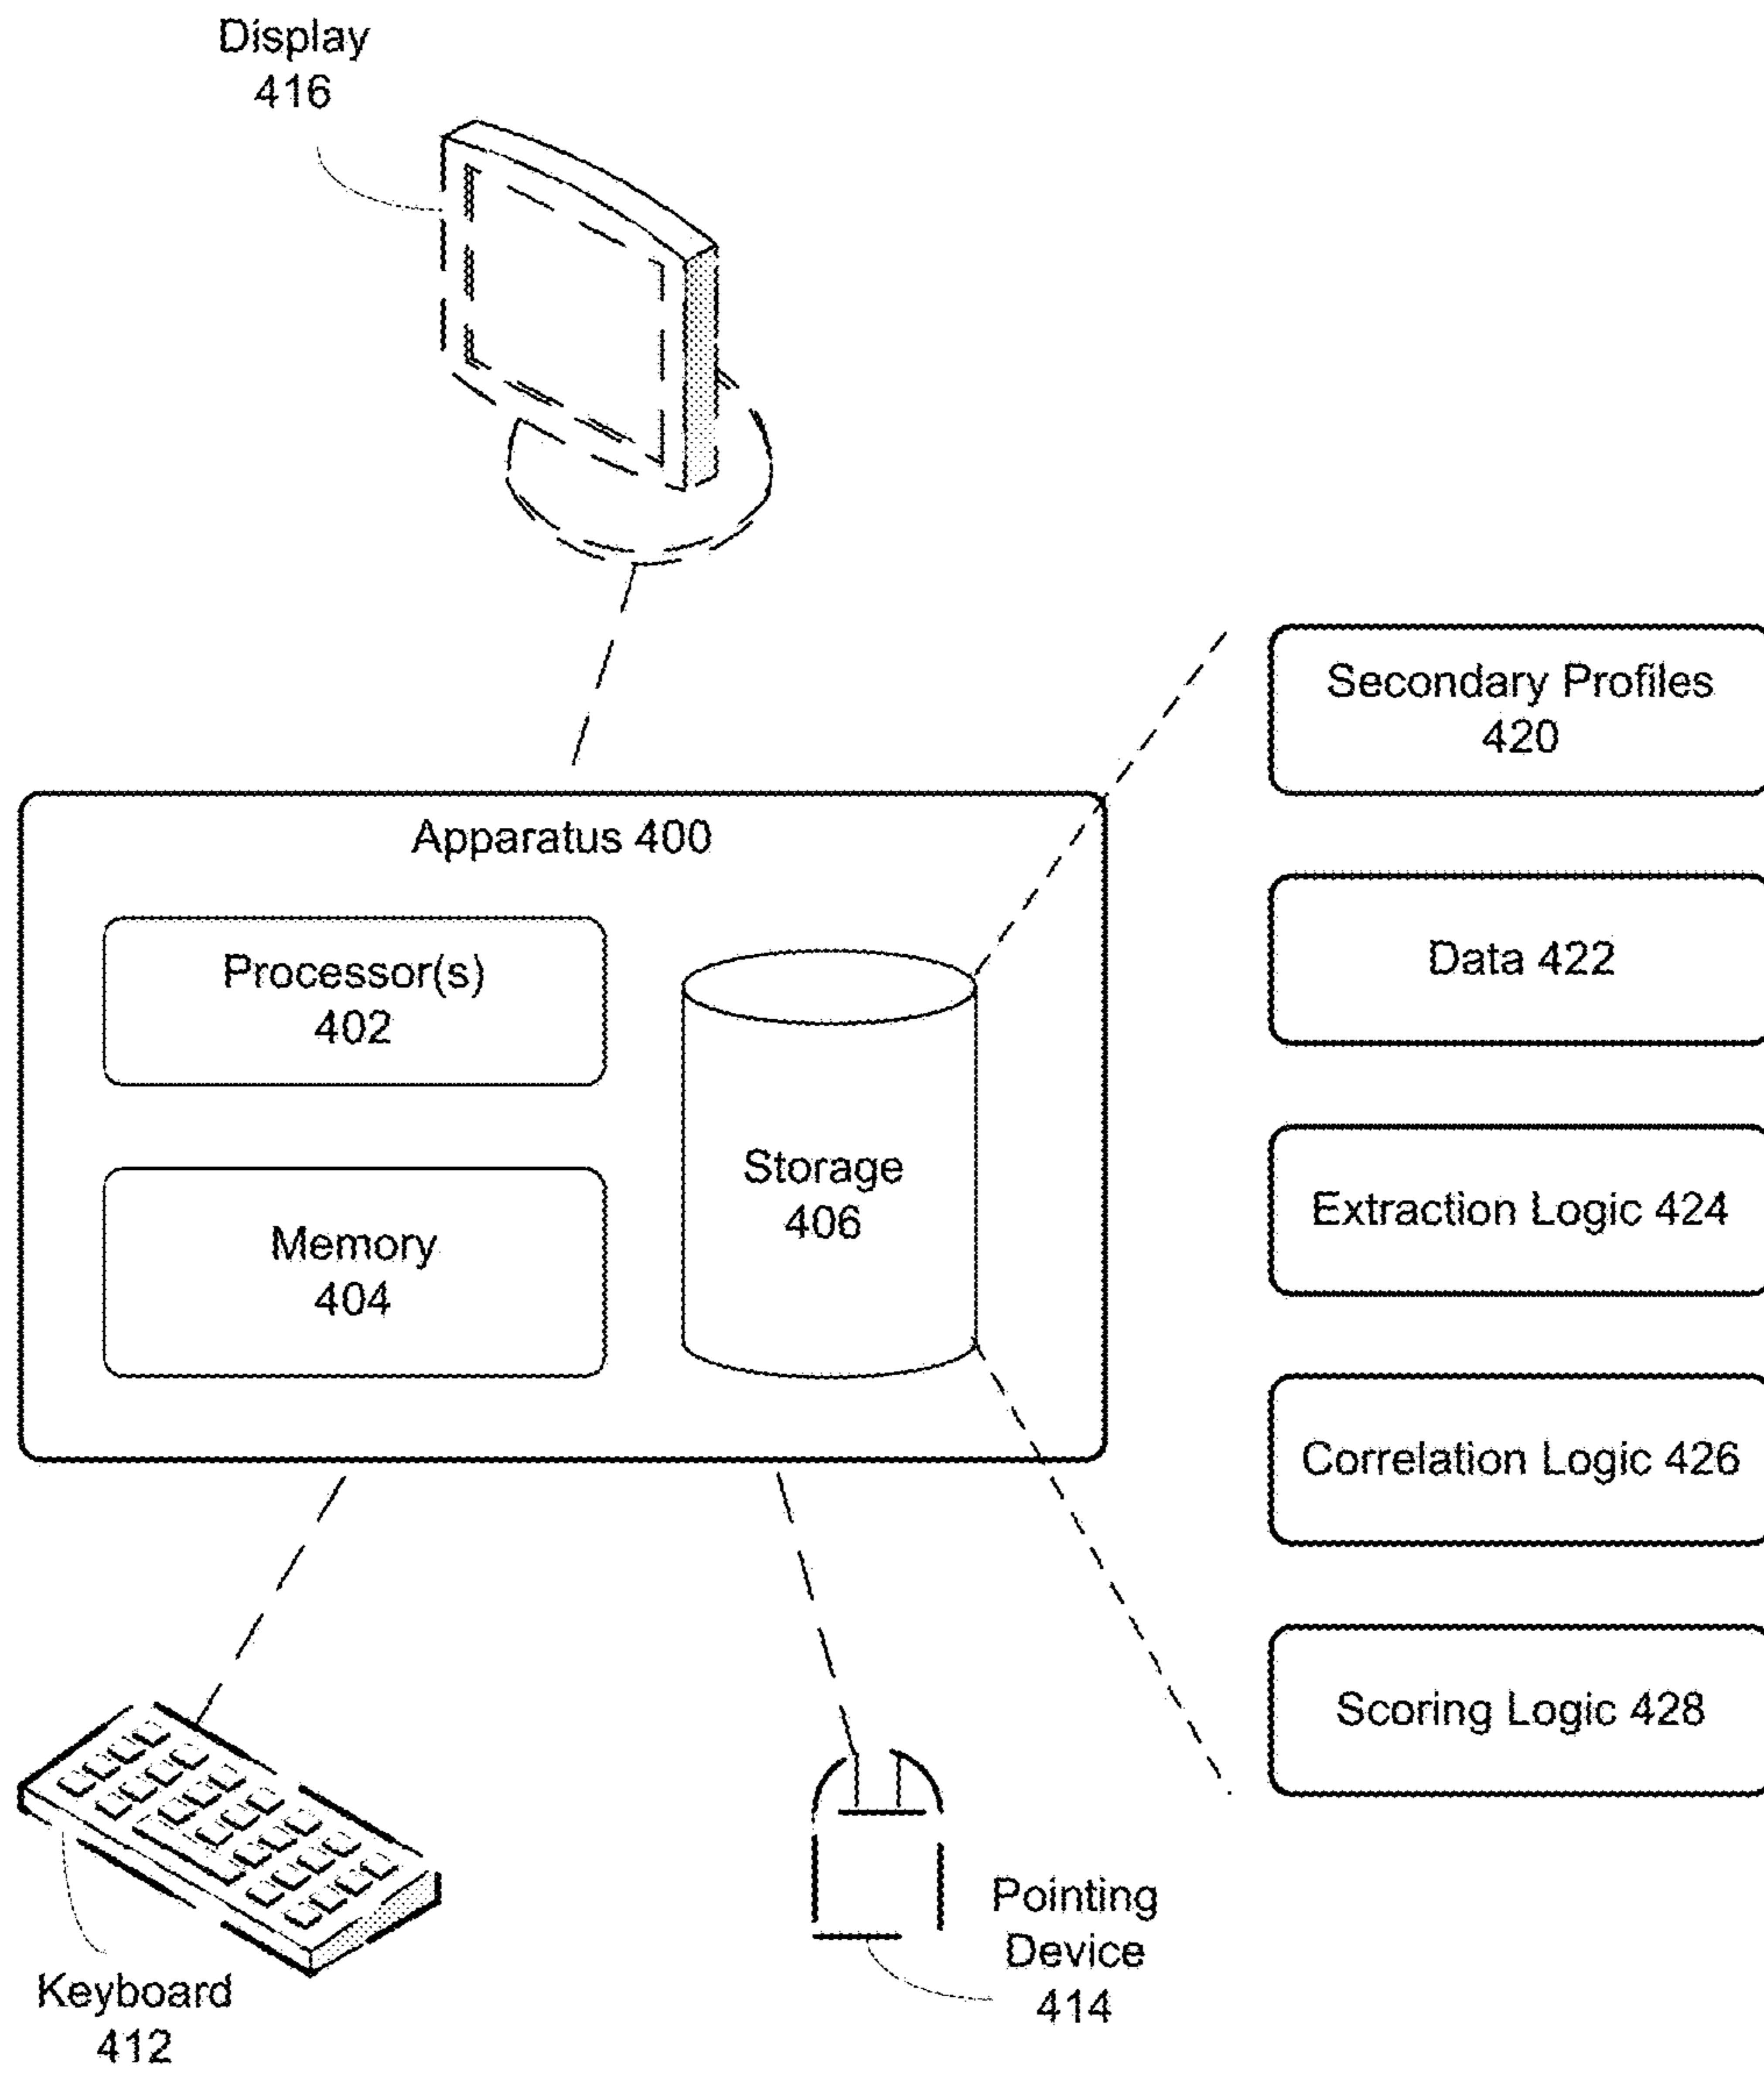 Display
416
Secondary Profiles
420
Apparatus 400
Processor(s)
402
Data 422
Storage
406
Extraction Logic 424
Memory
404
Correlation Logic 426
Scoring Logic 428
Pointing
Device
414
Keyboard
412